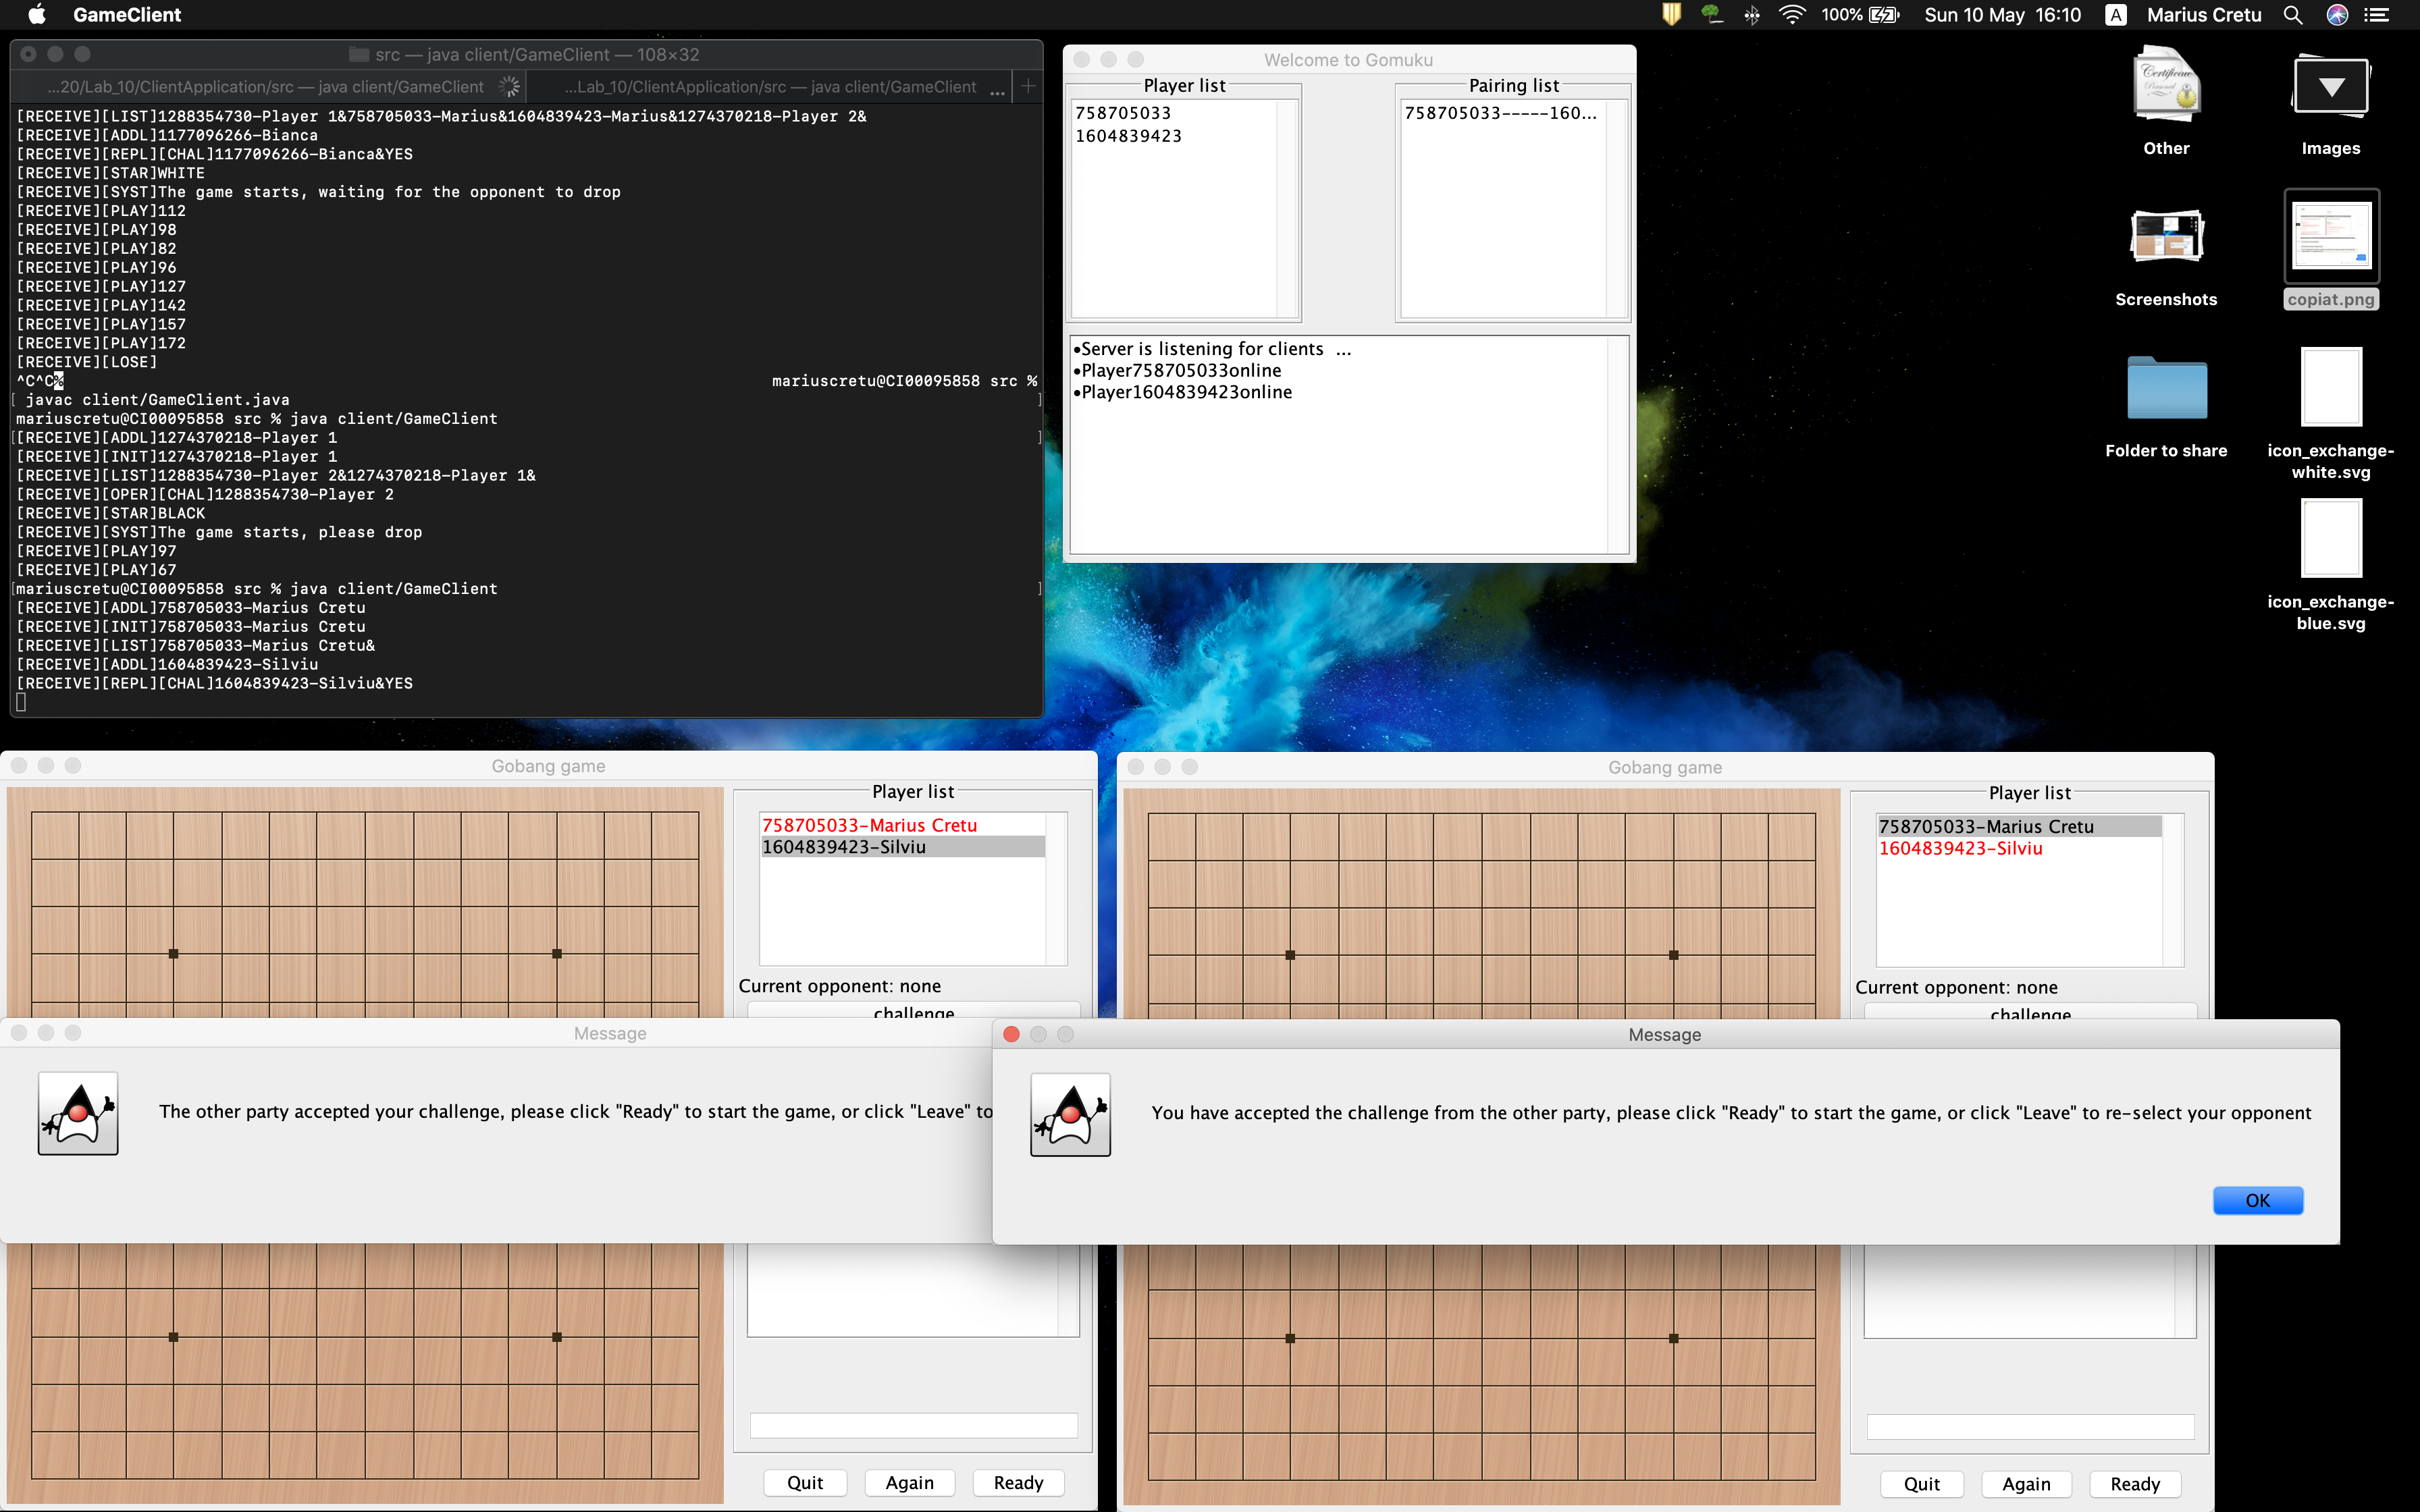 GameClient
100%
Sun 10 May 16:10
A
Marius Cretu
src — java client/GameClient — 108×32
...20/Lab_10/ClientApplication/src — java client/GameClient
...Lab_10/ClientApplication/src — java client/GameClient ...
[RECEIVE][LIST]1288354730-Player 1&758705033-Marius&1604839423-Marius&1274370218-Player 2&
[RECEIVE][ADDL]1177096266-Bianca
[RECEIVE][REPL][CHAL]1177096266-Bianca&YES
[RECEIVE][STAR]WHITE
[RECEIVE][SYST]The game starts, waiting for the opponent to drop
[RECEIVE][PLAY]112
[RECEIVE][PLAY]98
[RECEIVE][PLAY]82
[RECEIVE][PLAY]96
[RECEIVE][PLAY]127
[RECEIVE][PLAY]142
[RECEIVE][PLAY]157
[RECEIVE][PLAY]172
[RECEIVE][LOSE]
^C^C% mariuscretu@CI00095858 src %
[ javac client/GameClient.java ]
mariuscretu@CI00095858 src % java client/GameClient
[[RECEIVE][ADDL]1274370218-Player 1 ]
[RECEIVE][INIT]1274370218-Player 1
[RECEIVE][LIST]1288354730-Player 2&1274370218-Player 1&
[RECEIVE][OPER][CHAL]1288354730-Player 2
[RECEIVE][STAR]BLACK
[RECEIVE][SYST]The game starts, please drop
[RECEIVE][PLAY]97
[RECEIVE][PLAY]67
[mariuscretu@CI00095858 src % java client/GameClient ]
[RECEIVE][ADDL]758705033-Marius Cretu
[RECEIVE][INIT]758705033-Marius Cretu
[RECEIVE][LIST]758705033-Marius Cretu&
[RECEIVE][ADDL]1604839423-Silviu
[RECEIVE][REPL][CHAL]1604839423-Silviu&YES
Welcome to Gomuku
Player list
758705033
1604839423
Pairing list
758705033-----160...
•Server is listening for clients ...
•Player758705033online
•Player1604839423online
Certificate
Personal
Other
Images
Screenshots
copiat.png
Folder to share
icon_exchange-
white.svg
icon_exchange-
blue.svg
Gobang game
Player list
758705033-Marius Cretu
1604839423-Silviu
Current opponent: none
challenge
Message
The other party accepted your challenge, please click "Ready" to start the game, or click "Leave" to
Quit
Again
Ready
Gobang game
Player list
758705033-Marius Cretu
1604839423-Silviu
Current opponent: none
challenge
Message
You have accepted the challenge from the other party, please click "Ready" to start the game, or click "Leave" to re-select your opponent
OK
Quit
Again
Ready